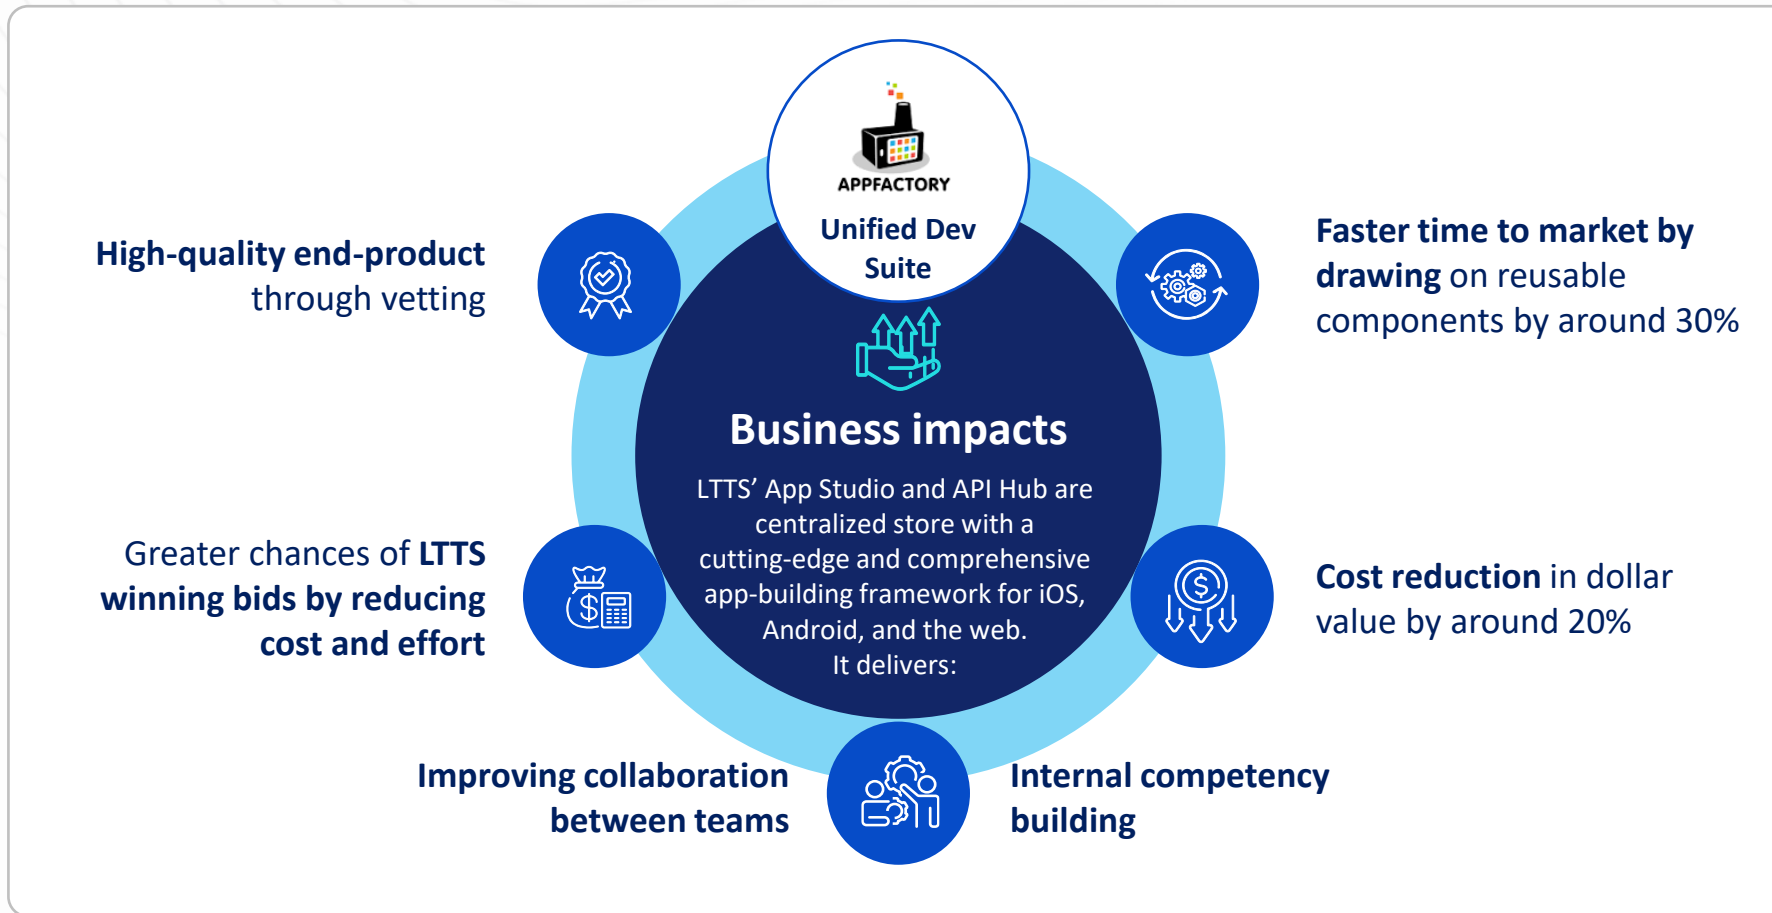 APPFACTORY
Unified Dev
Suite
High-quality end-product
through vetting
Faster time to market by
drawing on reusable
components by around 30%
Business impacts
LTTS’ App Studio and API Hub are
centralized store with a
cutting-edge and comprehensive
app-building framework for iOS,
Android, and the web.
It delivers:
Greater chances of LTTS
winning bids by reducing
cost and effort
Cost reduction in dollar
value by around 20%
Improving collaboration
between teams
Internal competency
building